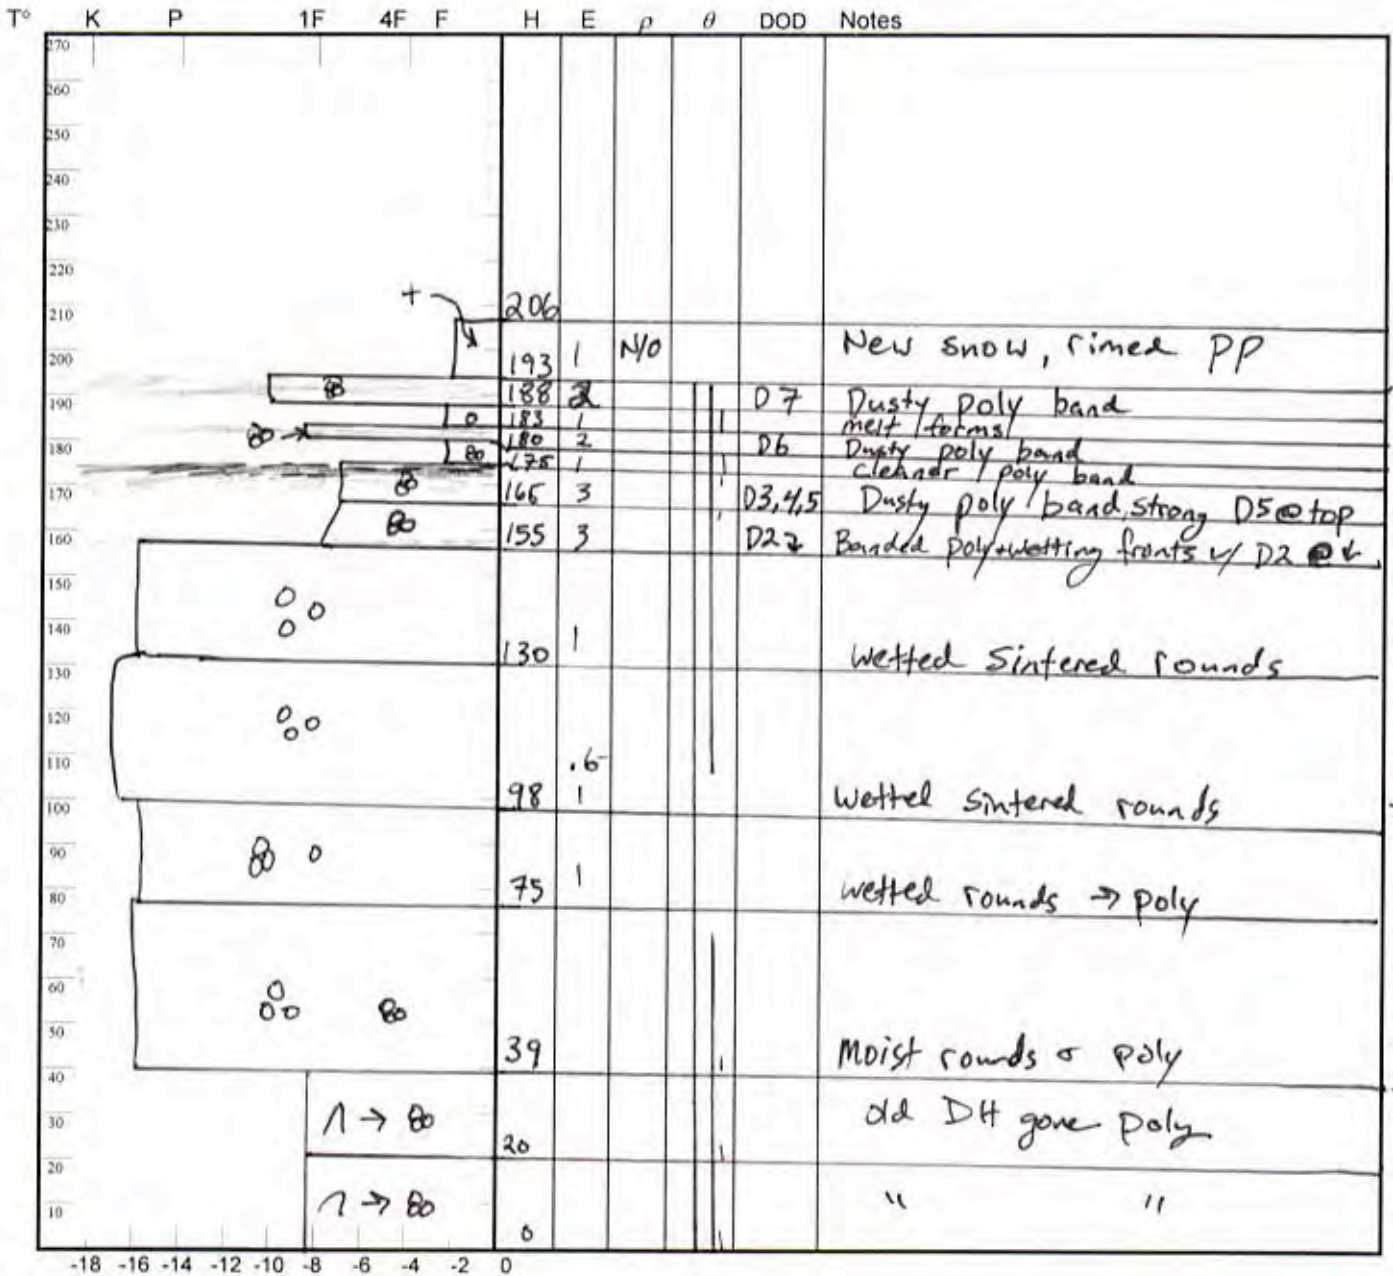 T° K P 1F 4F F H E ρ θ DOD Notes
270
260
250
240
230
220
+ 206
210
200 193 1 N/O New snow, rimed PP
190 188 2 D7 Dusty poly band
183 1 melt forms
180 180 2 D6 Dusty poly band
175 1 cleaner poly band
170 165 3 D3,4,5 Dusty poly band, strong D5 @ top
160 155 3 D2 Banded poly + wetting fronts w/ D2 @ ↓
150
140
130 130 1 wetted sintered rounds
120
110 .6
100 98 1 wetted sintered rounds
90
80 75 1 wetted rounds → poly
70
60
50
40 39 Moist rounds + poly
30 old DH gone poly
20 20
10 " "
0
-18 -16 -14 -12 -10 -8 -6 -4 -2 0